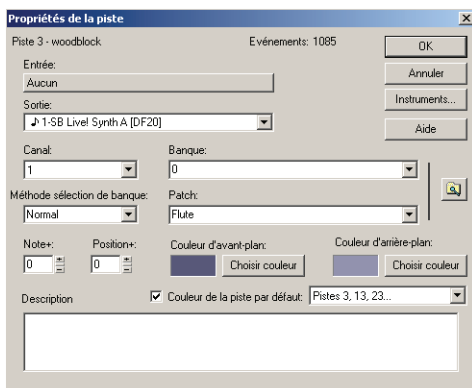 Propriétés de la piste
Piste 3 - woodblock
Evénements: 1085
OK
Entrée:
Aucun
Annuler
Sortie:
Instruments...
1-SB Live! Synth A [DF20]
Aide
Canal:
Banque:
1
0
Méthode sélection de banque:
Patch:
Normal
Flute
Note+:
Position+:
Couleur d'avant-plan:
Couleur d'arrière-plan:
0
0
Choisir couleur
Choisir couleur
Description
Couleur de la piste par défaut:
Pistes 3, 13, 23...